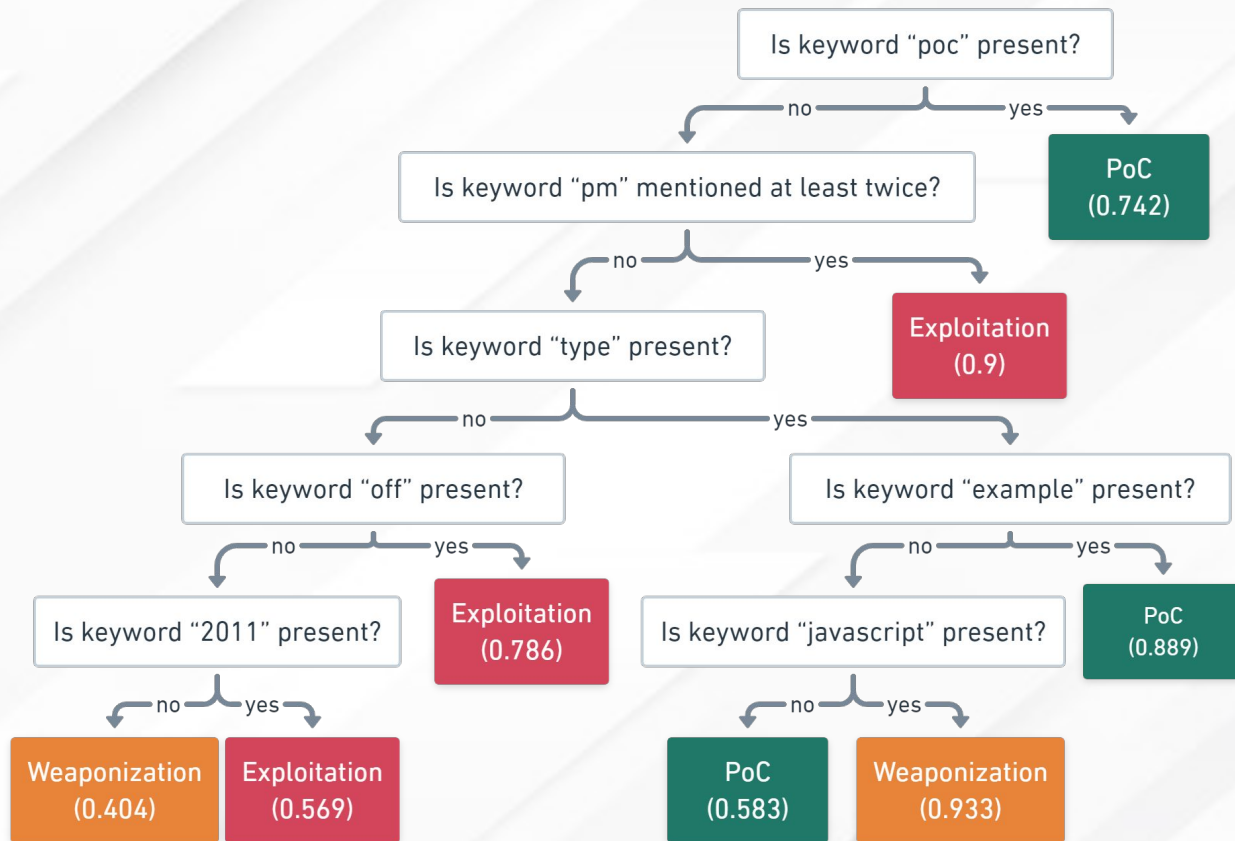 Is keyword “poc” present?
no
yes
PoC
(0.742)
Is keyword “pm” mentioned at least twice?
no
yes
Exploitation
(0.9)
Is keyword “type” present?
no
yes
Is keyword “off” present?
Is keyword “example” present?
no
yes
no
yes
Exploitation
(0.786)
PoC
(0.889)
Is keyword “2011” present?
Is keyword “javascript” present?
no
yes
no
yes
Weaponization
(0.404)
Exploitation
(0.569)
PoC
(0.583)
Weaponization
(0.933)